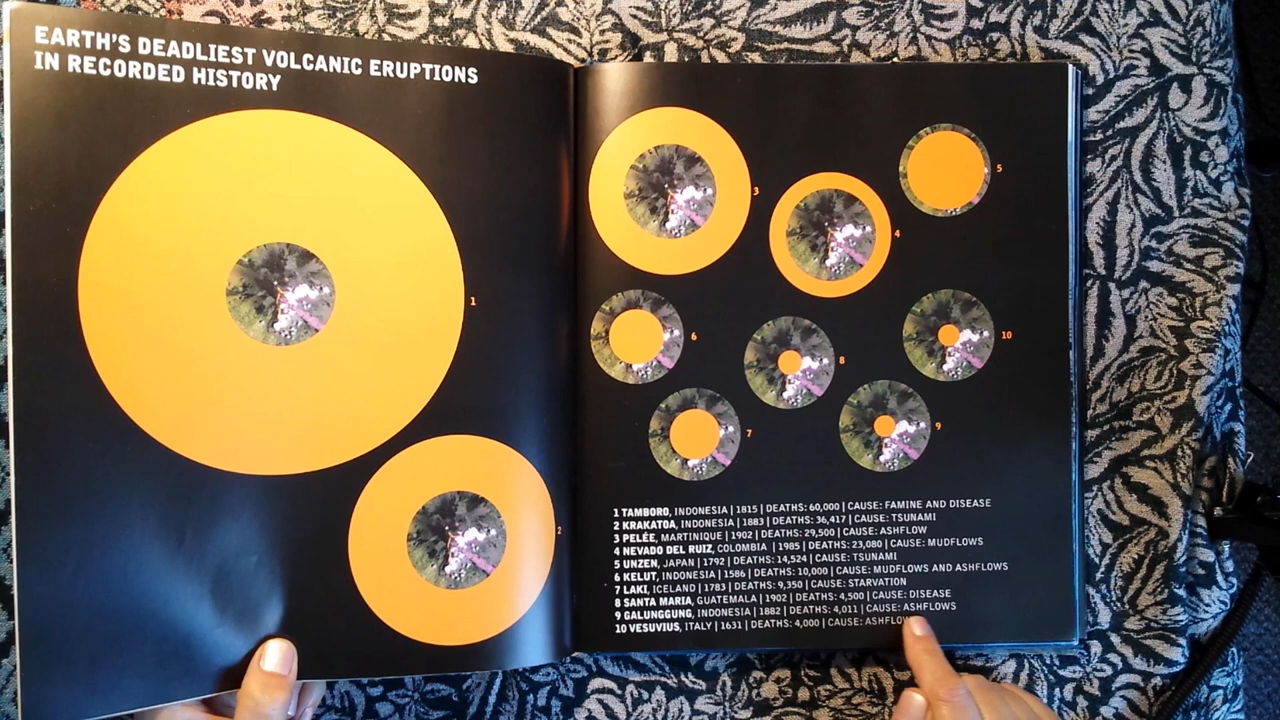 EARTH'S DEADLIEST VOLCANIC ERUPTIONS
IN RECORDED HISTORY
1
2
3
4
5
6
7
8
9
10
1 TAMBORO, INDONESIA | 1815 | DEATHS: 60,000 | CAUSE: FAMINE AND DISEASE
2 KRAKATOA, INDONESIA | 1883 | DEATHS: 36,417 | CAUSE: TSUNAMI
3 PELÉE, MARTINIQUE | 1902 | DEATHS: 29,500 | CAUSE: ASHFLOW
4 NEVADO DEL RUIZ, COLOMBIA | 1985 | DEATHS: 23,080 | CAUSE: MUDFLOWS
5 UNZEN, JAPAN | 1792 | DEATHS: 14,524 | CAUSE: TSUNAMI
6 KELUT, INDONESIA | 1586 | DEATHS: 10,000 | CAUSE: MUDFLOWS AND ASHFLOWS
7 LAKI, ICELAND | 1783 | DEATHS: 9,350 | CAUSE: STARVATION
8 SANTA MARIA, GUATEMALA | 1902 | DEATHS: 4,500 | CAUSE: DISEASE
9 GALUNGGUNG, INDONESIA | 1882 | DEATHS: 4,011 | CAUSE: ASHFLOWS
10 VESUVIUS, ITALY | 1631 | DEATHS: 4,000 | CAUSE: